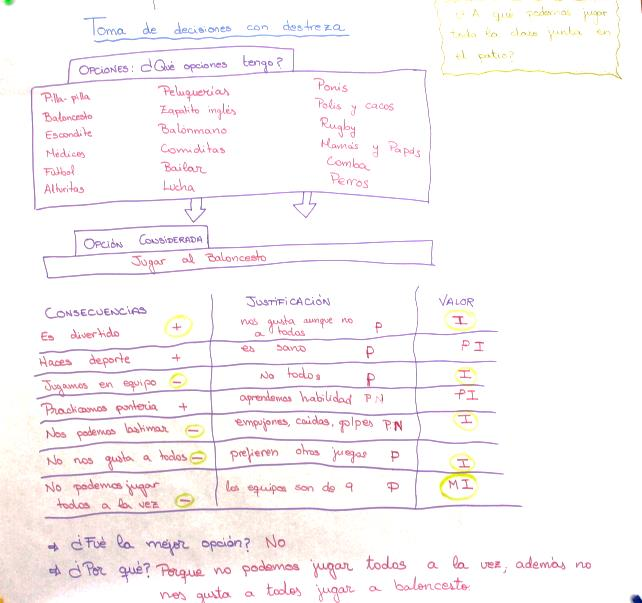 Toma de decisiones con destreza
A qué podemos jugar
toda la clase junta en
el patio?
OPCIONES: ¿Qué opciones tengo?
Pilla-pilla
Baloncesto
Escondite
Médicos
Fútbol
Alturitas
Peluquerías
Zapatito inglés
Balonmano
Comiditas
Bailar
Lucha
Ponis
Polis y cacos
Rugby
Mamás y Papás
Comba
Perros
OPCIÓN CONSIDERADA
Jugar al Baloncesto
CONSECUENCIAS JUSTIFICACIÓN VALOR
Es divertido + nos gusta aunque no a todos P I
Haces deporte + es sano P PI
Jugamos en equipo - No todos P I
Practicamos puntería + aprendemos habilidad PN PI
Nos podemos lastimar - empujones, caídas, golpes PN I
No nos gusta a todos - prefieren otros juegos P I
No podemos jugar
todos a la vez - los equipos son de 9 P MI
⇒ ¿Fué la mejor opción? No
⇒ ¿Por qué? Porque no podemos jugar todos a la vez, además no
nos gusta a todos jugar a baloncesto